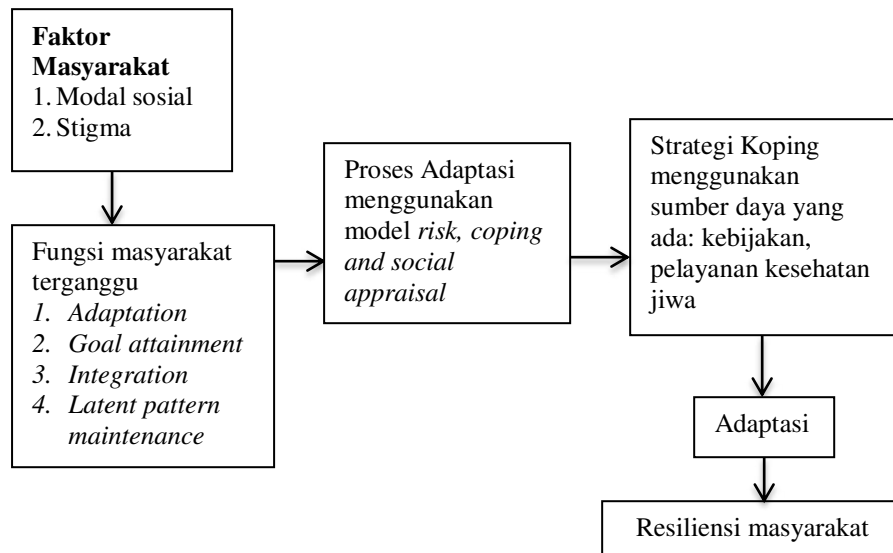 Faktor
Masyarakat
1. Modal sosial
2. Stigma
Fungsi masyarakat
terganggu
1. Adaptation
2. Goal attainment
3. Integration
4. Latent pattern
maintenance
Proses Adaptasi
menggunakan
model risk, coping
and social
appraisal
Strategi Koping
menggunakan
sumber daya yang
ada: kebijakan,
pelayanan kesehatan
jiwa
Adaptasi
Resiliensi masyarakat